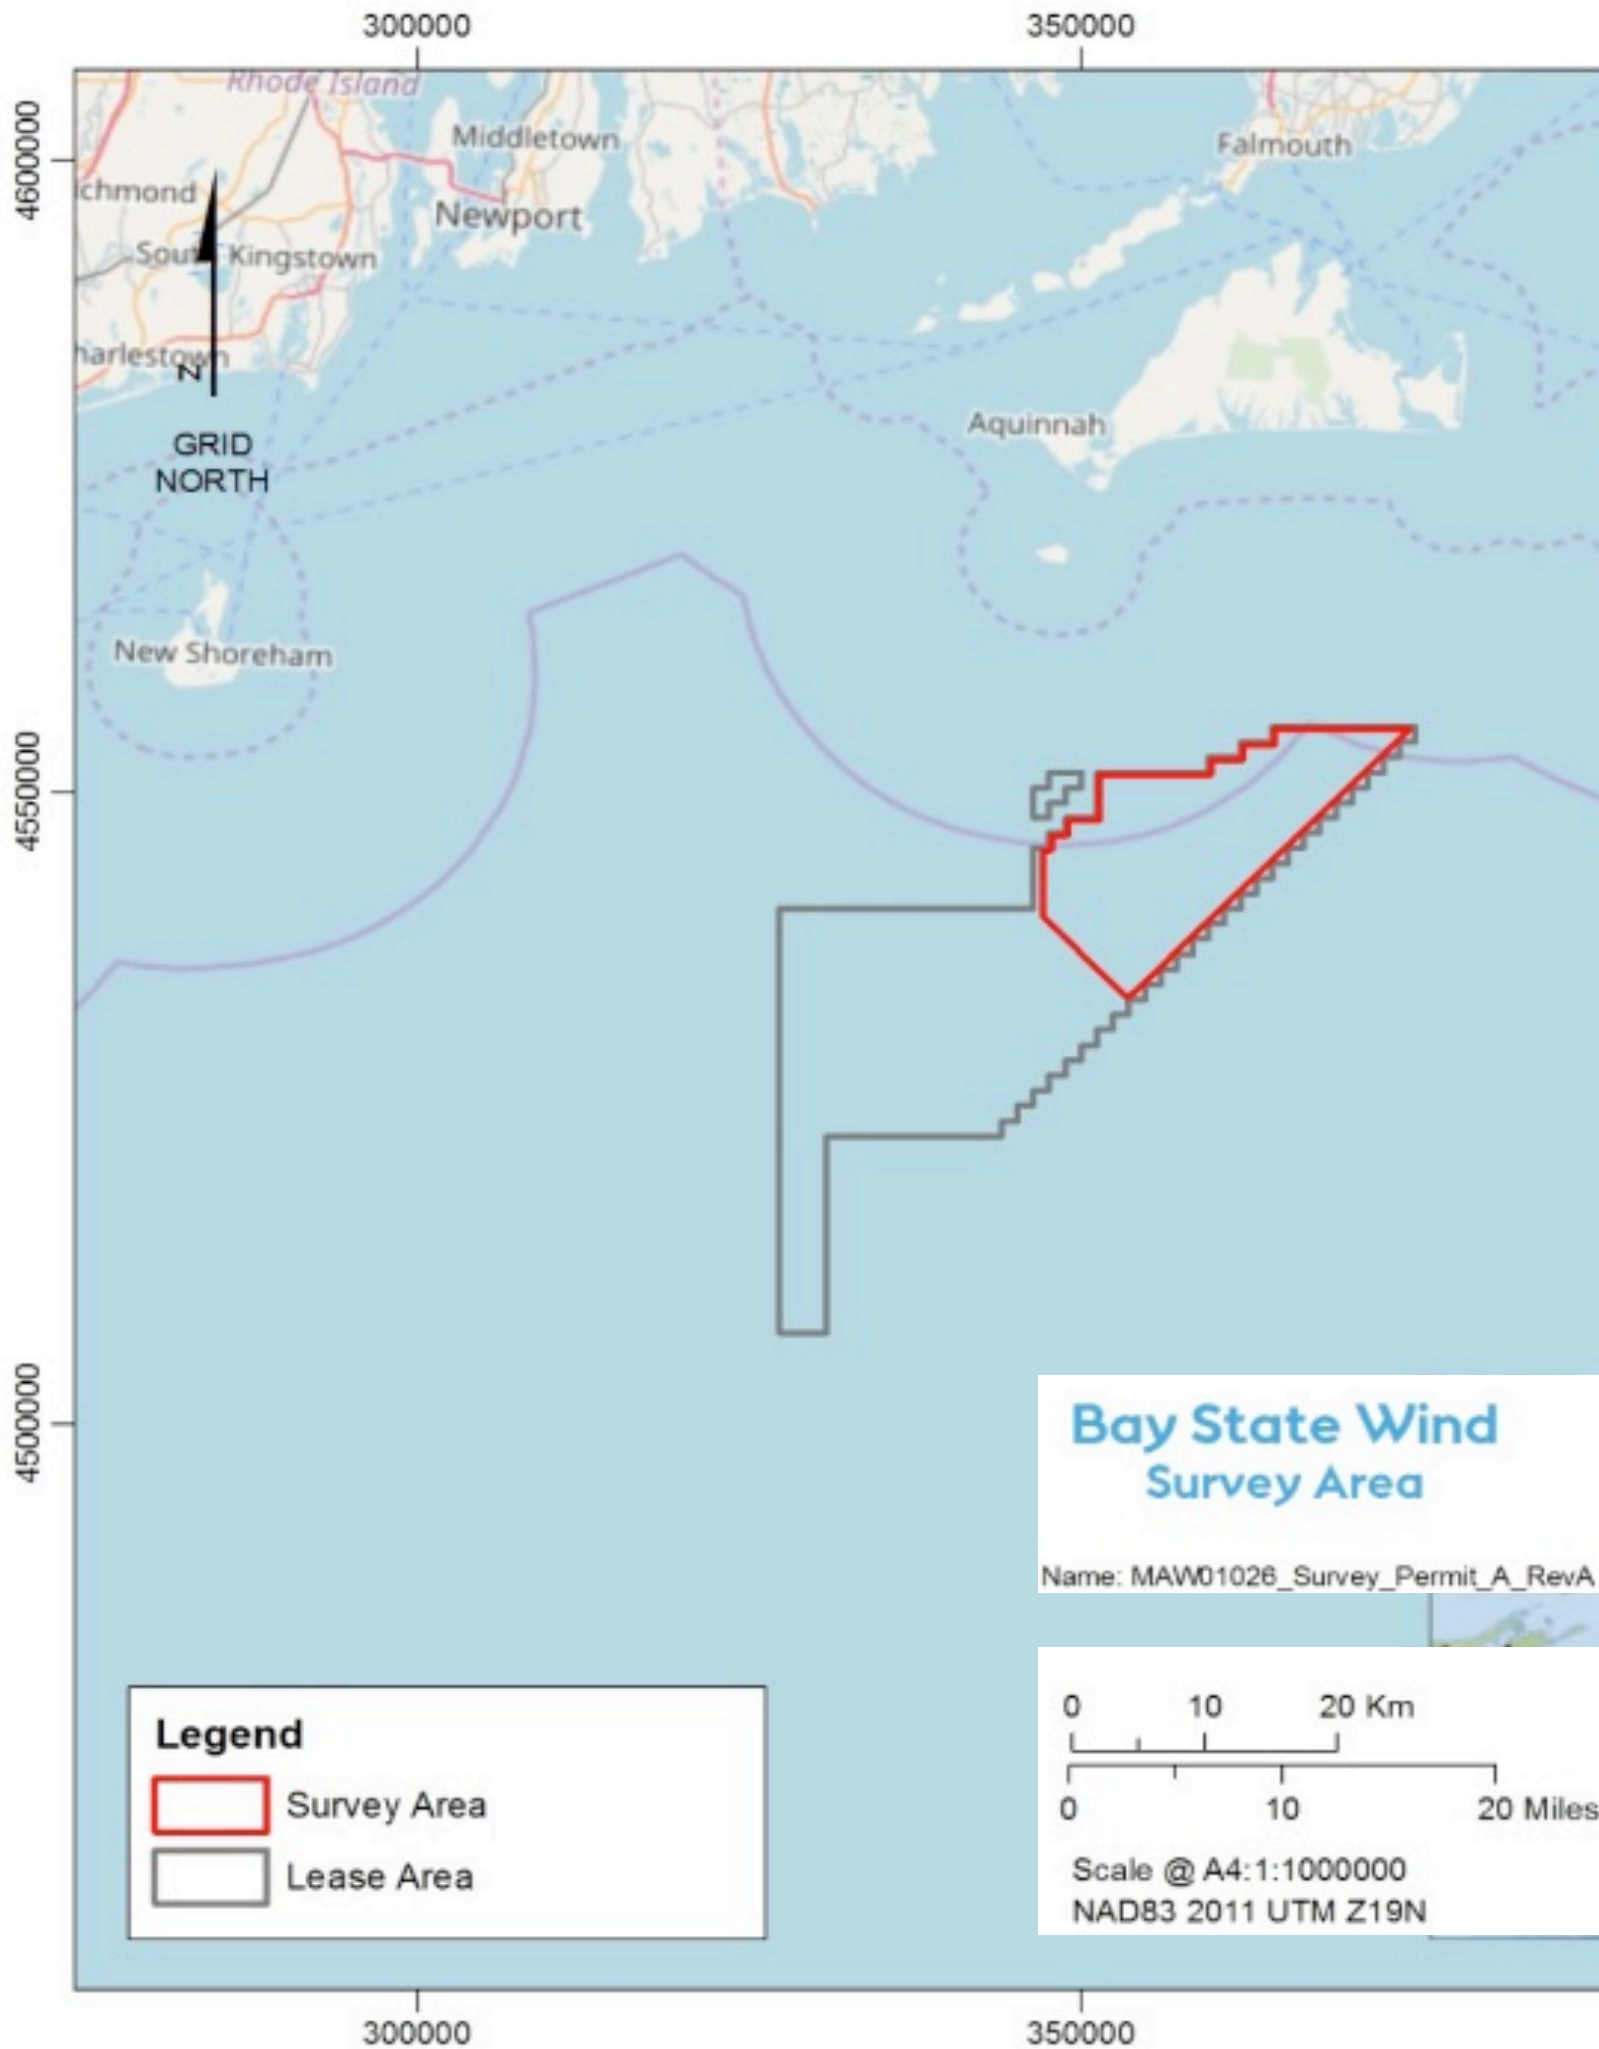 300000 350000
4600000
Rhode Island
Middletown
Falmouth
ichmond
Newport
South Kingstown
harlestown
N
Aquinnah
GRID
NORTH
New Shoreham
4550000
4500000
Bay State Wind
Survey Area
Name: MAW01026_Survey_Permit_A_RevA
Legend
Survey Area
Lease Area
0 10 20 Km
0 10 20 Miles
Scale @ A4:1:1000000
NAD83 2011 UTM Z19N
300000 350000